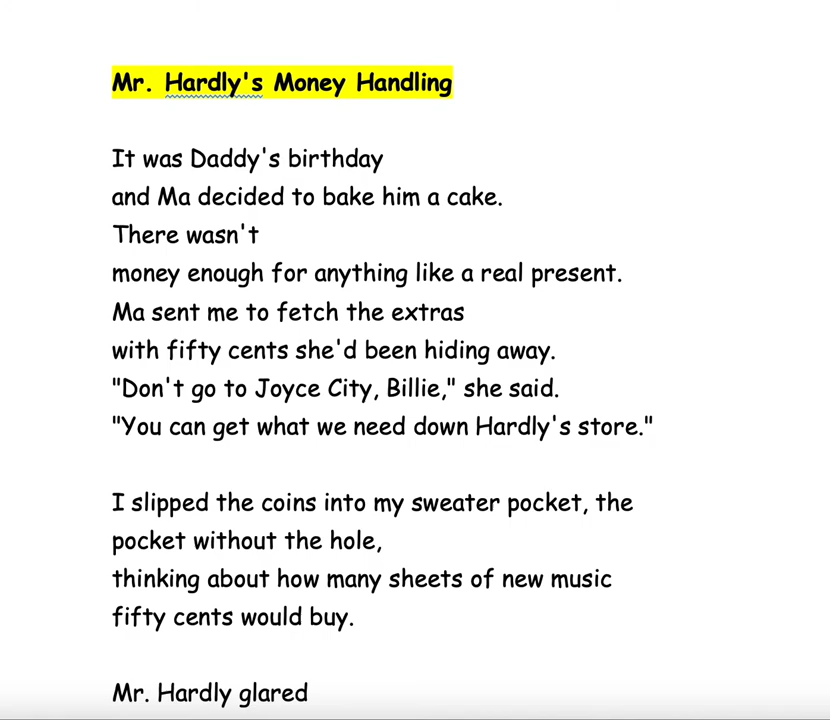 Mr. Hardly's Money Handling
It was Daddy's birthday
and Ma decided to bake him a cake.
There wasn't
money enough for anything like a real present.
Ma sent me to fetch the extras
with fifty cents she'd been hiding away.
"Don't go to Joyce City, Billie," she said.
"You can get what we need down Hardly's store."
I slipped the coins into my sweater pocket, the
pocket without the hole,
thinking about how many sheets of new music
fifty cents would buy.
Mr. Hardly glared